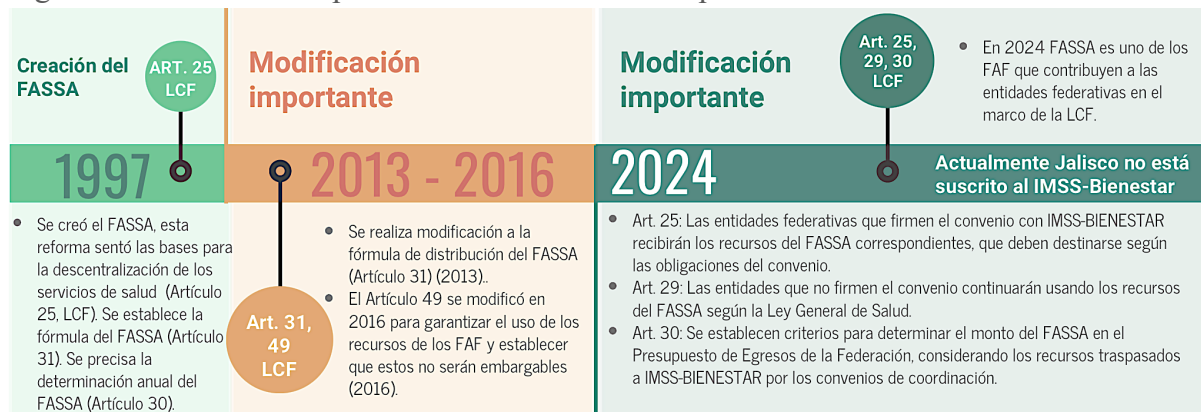 Creación del
FASSA
ART. 25
LCF
1997
• Se creó el FASSA, esta
reforma sentó las bases para
la descentralización de los
servicios de salud (Artículo
25, LCF). Se establece la
fórmula del FASSA (Artículo
31). Se precisa la
determinación anual del
FASSA (Artículo 30).
Modificación
importante
2013 - 2016
Art. 31,
49
LCF
• Se realiza modificación a la
fórmula de distribución del FASSA
(Artículo 31) (2013)..
• El Artículo 49 se modificó en
2016 para garantizar el uso de los
recursos de los FAF y establecer
que estos no serán embargables
(2016).
Modificación
importante
Art. 25,
29, 30
LCF
• En 2024 FASSA es uno de los
FAF que contribuyen a las
entidades federativas en el
marco de la LCF.
2024
Actualmente Jalisco no está
suscrito al IMSS-Bienestar
• Art. 25: Las entidades federativas que firmen el convenio con IMSS-BIENESTAR
recibirán los recursos del FASSA correspondientes, que deben destinarse según
las obligaciones del convenio.
• Art. 29: Las entidades que no firmen el convenio continuarán usando los recursos
del FASSA según la Ley General de Salud.
• Art. 30: Se establecen criterios para determinar el monto del FASSA en el
Presupuesto de Egresos de la Federación, considerando los recursos traspasados
a IMSS-BIENESTAR por los convenios de coordinación.